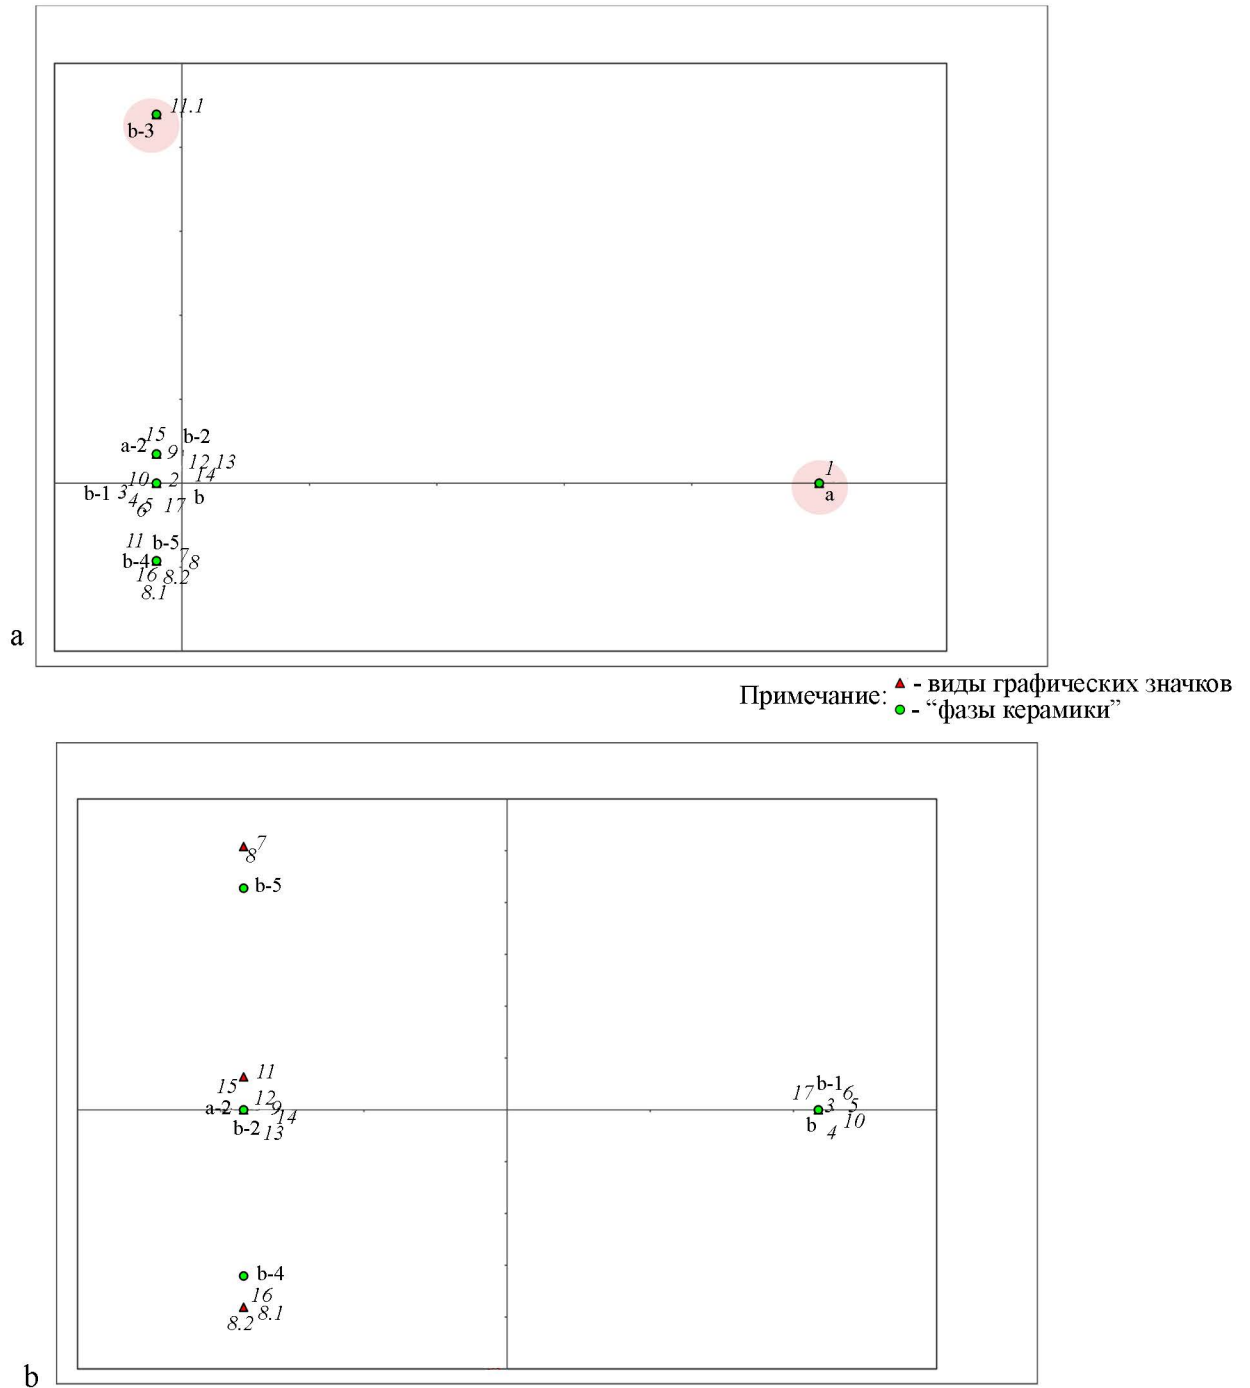 11.1
b-3
15 b-2
a-2 9
12 13
10 2 14
b-1 3 b
4 5 17
6
1
a
11 b-5
b-4 7 8
16 8.2
8.1
a
Примечание: - виды графических значков
- “фазы керамики”
7
8
b-5
11
15
12
a-2 9
14
b-2 13
17 b-1 6
3 5
b 4 10
b-4
16
8.1
8.2
b